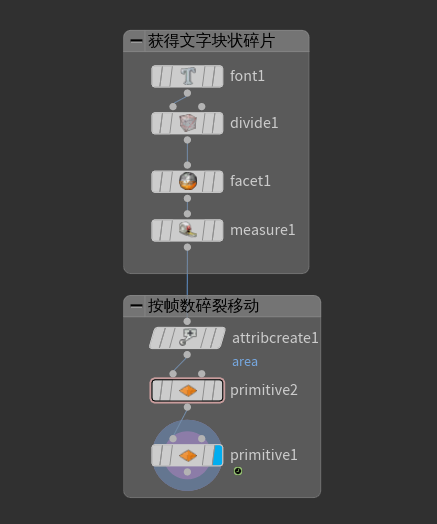 获得文字块状碎片
font1
divide1
facet1
measure1
按帧数碎裂移动
attribcreate1
area
primitive2
primitive1